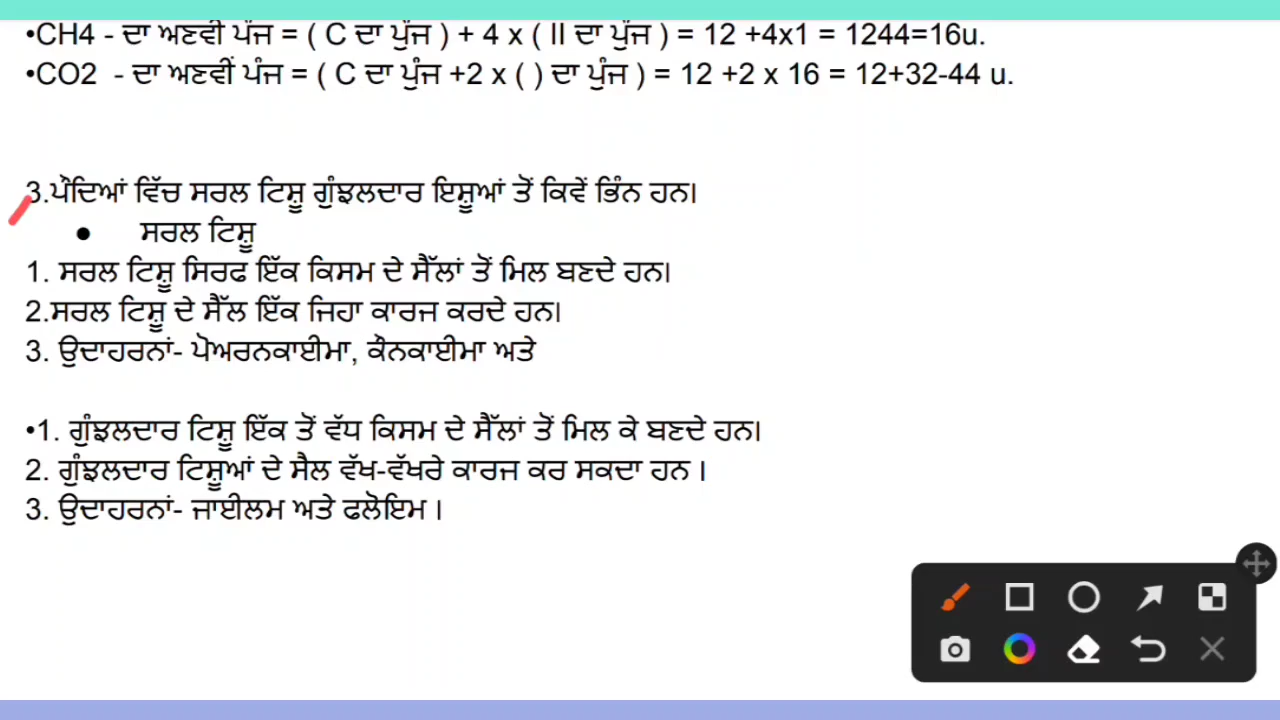 •CH4 - ਦਾ ਅਣਵੀ ਪੰਜ = ( C ਦਾ ਪੁੰਜ ) + 4 x ( II ਦਾ ਪੁੰਜ ) = 12 +4x1 = 1244=16u.
•CO2 - ਦਾ ਅਣਵੀਂ ਪੰਜ = ( C ਦਾ ਪੁੰਜ +2 x ( ) ਦਾ ਪੁੰਜ ) = 12 +2 x 16 = 12+32-44 u.
3.ਪੌਦਿਆਂ ਵਿੱਚ ਸਰਲ ਟਿਸ਼ੂ ਗੁੰਝਲਦਾਰ ਇਸ਼ੂਆਂ ਤੋਂ ਕਿਵੇਂ ਭਿੰਨ ਹਨ।
● ਸਰਲ ਟਿਸ਼ੂ
1. ਸਰਲ ਟਿਸ਼ੂ ਸਿਰਫ ਇੱਕ ਕਿਸਮ ਦੇ ਸੈੱਲਾਂ ਤੋਂ ਮਿਲ ਬਣਦੇ ਹਨ।
2.ਸਰਲ ਟਿਸ਼ੂ ਦੇ ਸੈੱਲ ਇੱਕ ਜਿਹਾ ਕਾਰਜ ਕਰਦੇ ਹਨ।
3. ਉਦਾਹਰਨਾਂ- ਪੋਅਰਨਕਾਈਮਾ, ਕੌਨਕਾਈਮਾ ਅਤੇ
•1. ਗੁੰਝਲਦਾਰ ਟਿਸ਼ੂ ਇੱਕ ਤੋਂ ਵੱਧ ਕਿਸਮ ਦੇ ਸੈੱਲਾਂ ਤੋਂ ਮਿਲ ਕੇ ਬਣਦੇ ਹਨ।
2. ਗੁੰਝਲਦਾਰ ਟਿਸ਼ੂਆਂ ਦੇ ਸੈਲ ਵੱਖ-ਵੱਖਰੇ ਕਾਰਜ ਕਰ ਸਕਦਾ ਹਨ ।
3. ਉਦਾਹਰਨਾਂ- ਜਾਈਲਮ ਅਤੇ ਫਲੋਇਮ ।